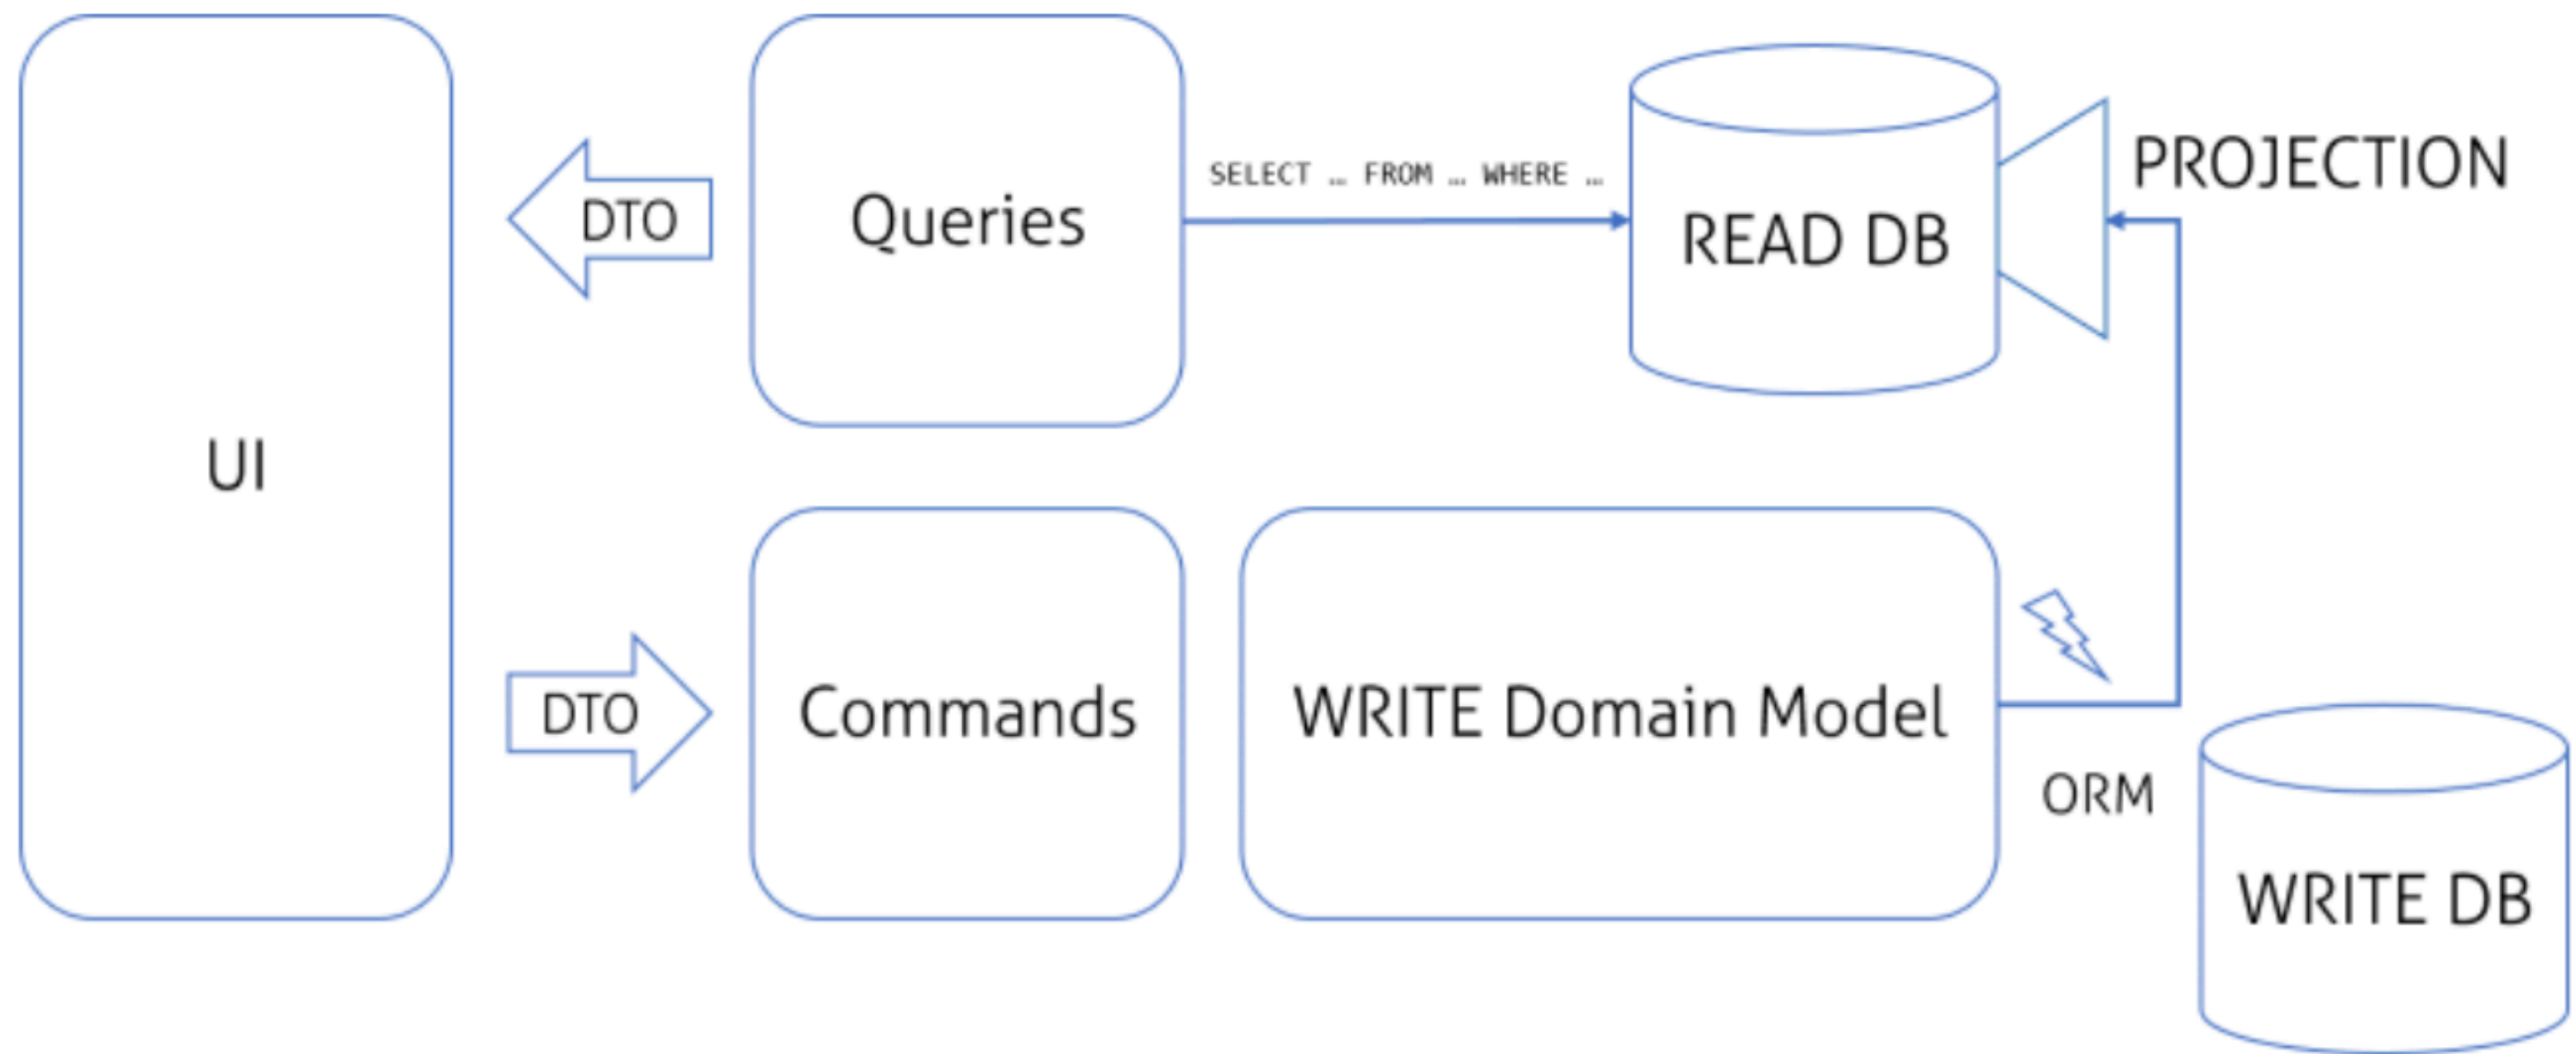 UI
DTO
Queries
SELECT … FROM … WHERE …
READ DB
PROJECTION
DTO
Commands
WRITE Domain Model
ORM
WRITE DB